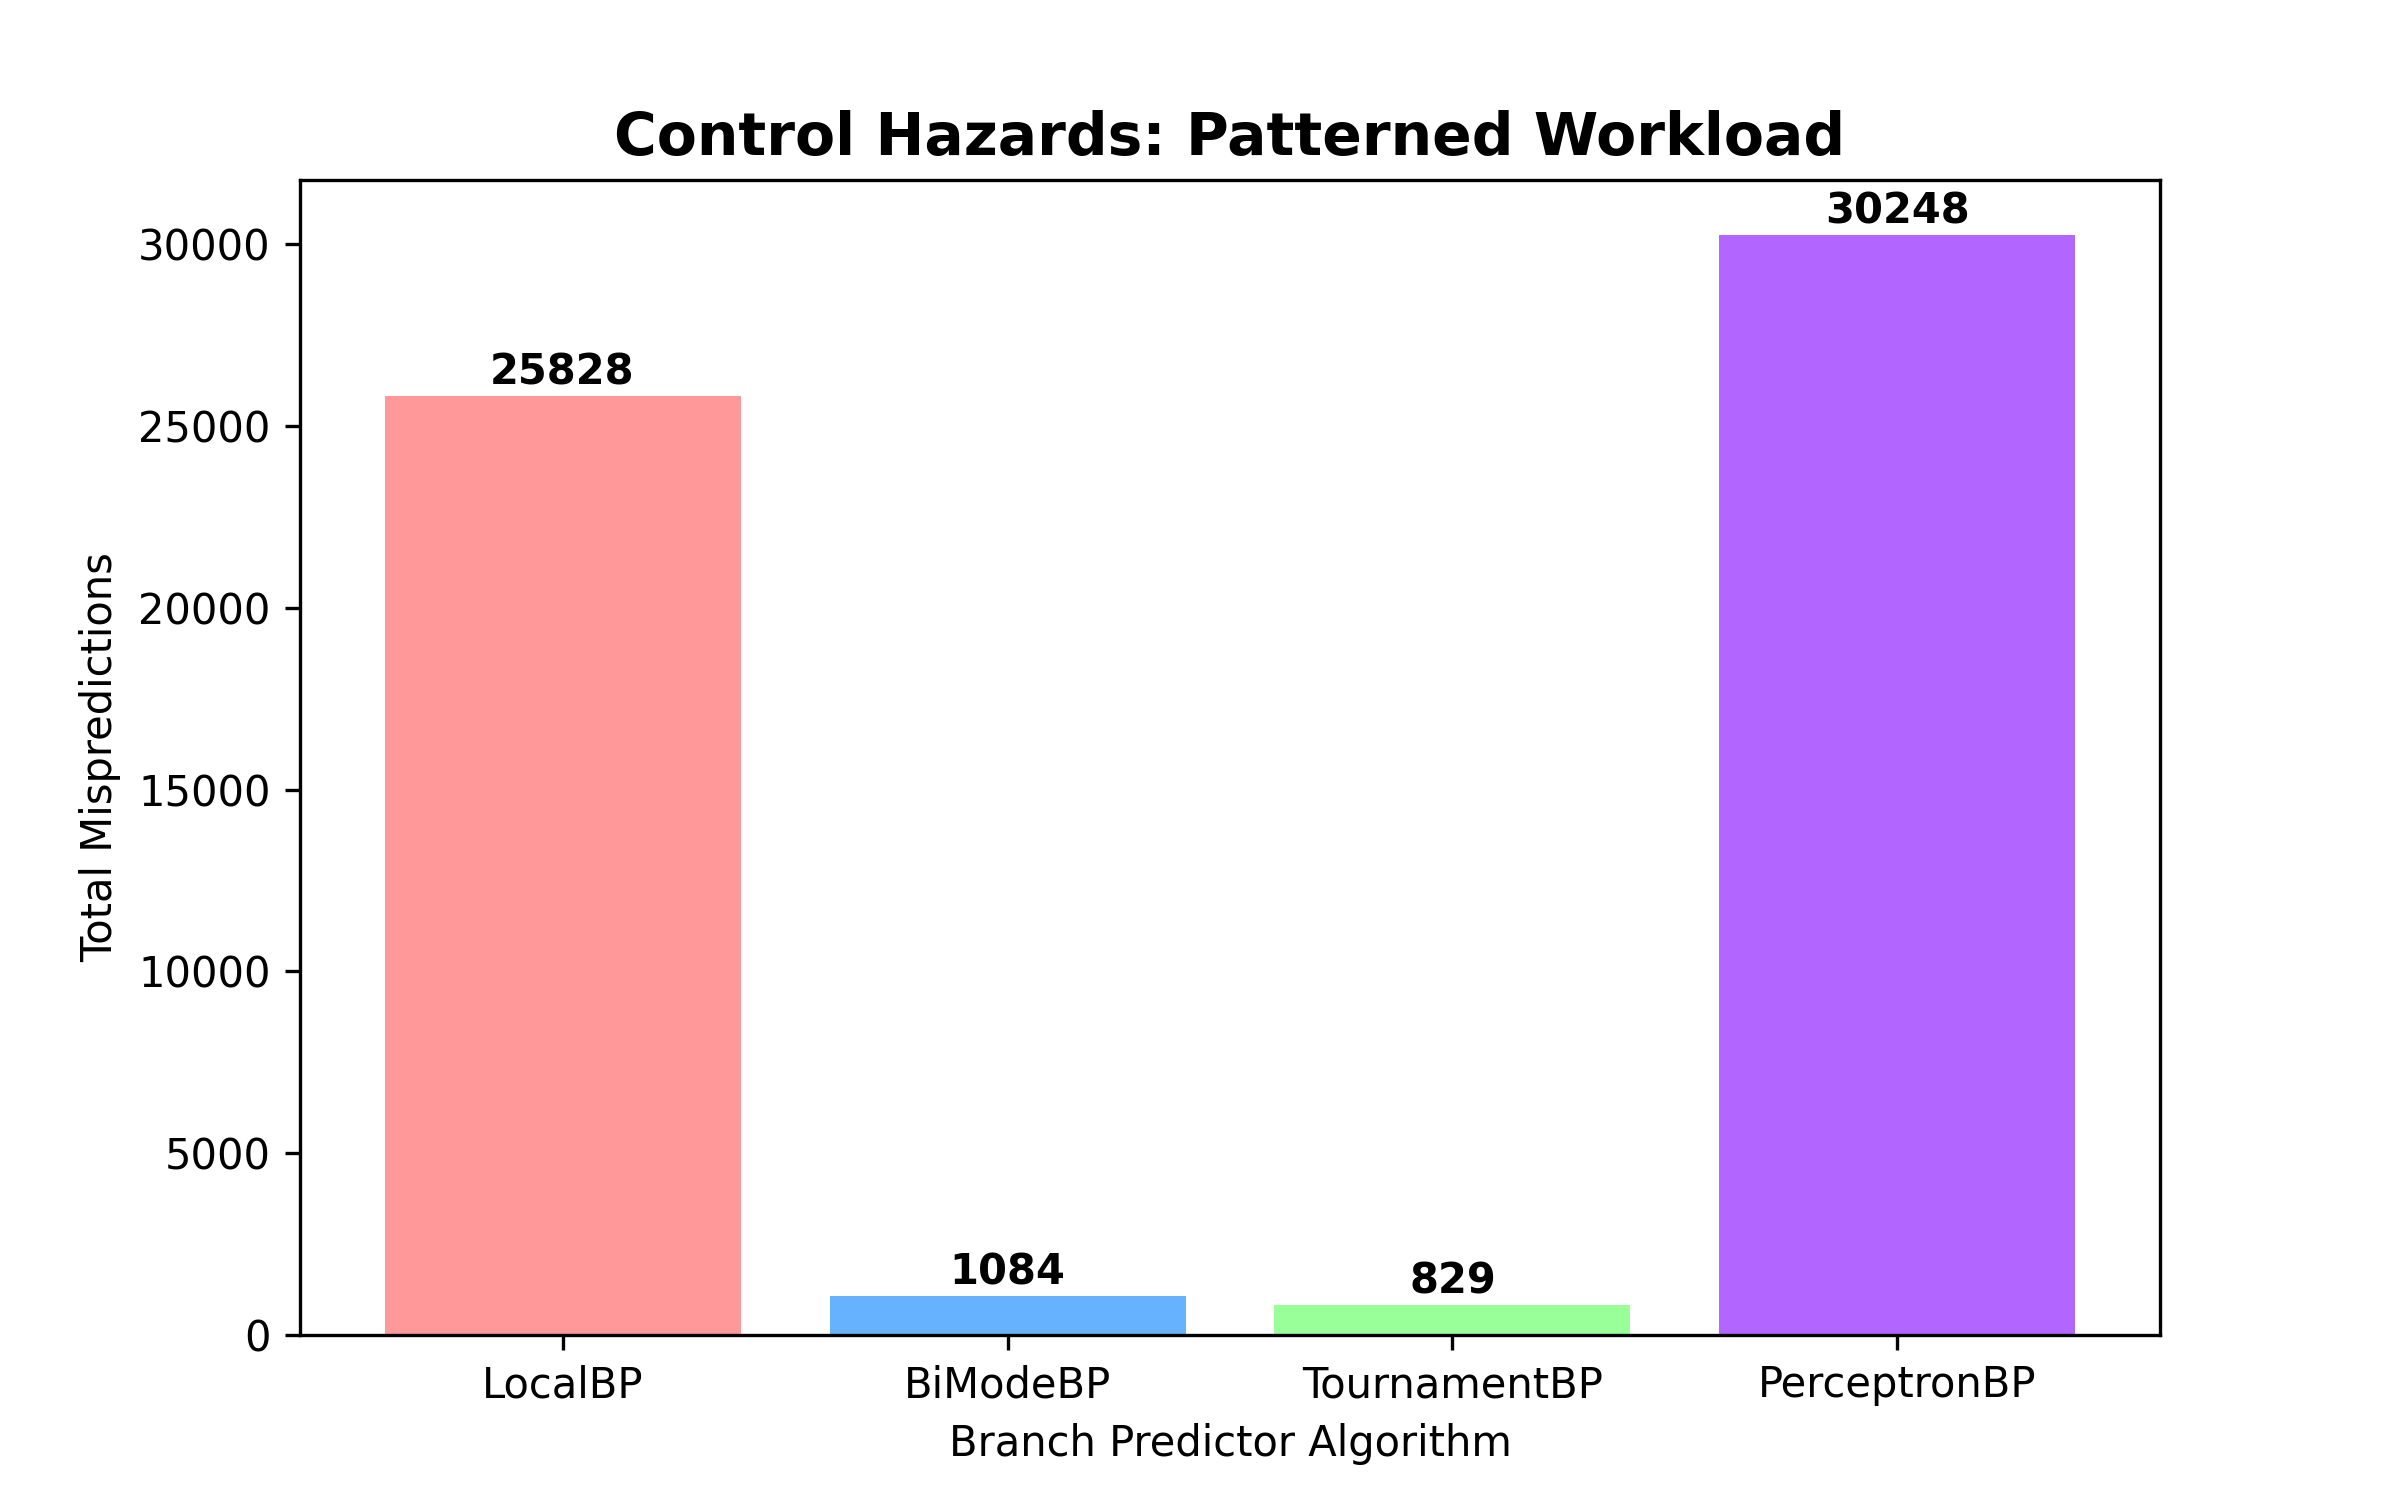 Control Hazards: Patterned Workload
30248
30000
25828
25000
20000
15000
10000
5000
1084
829
0
Total Mispredictions
LocalBP BiModeBP TournamentBP PerceptronBP
Branch Predictor Algorithm